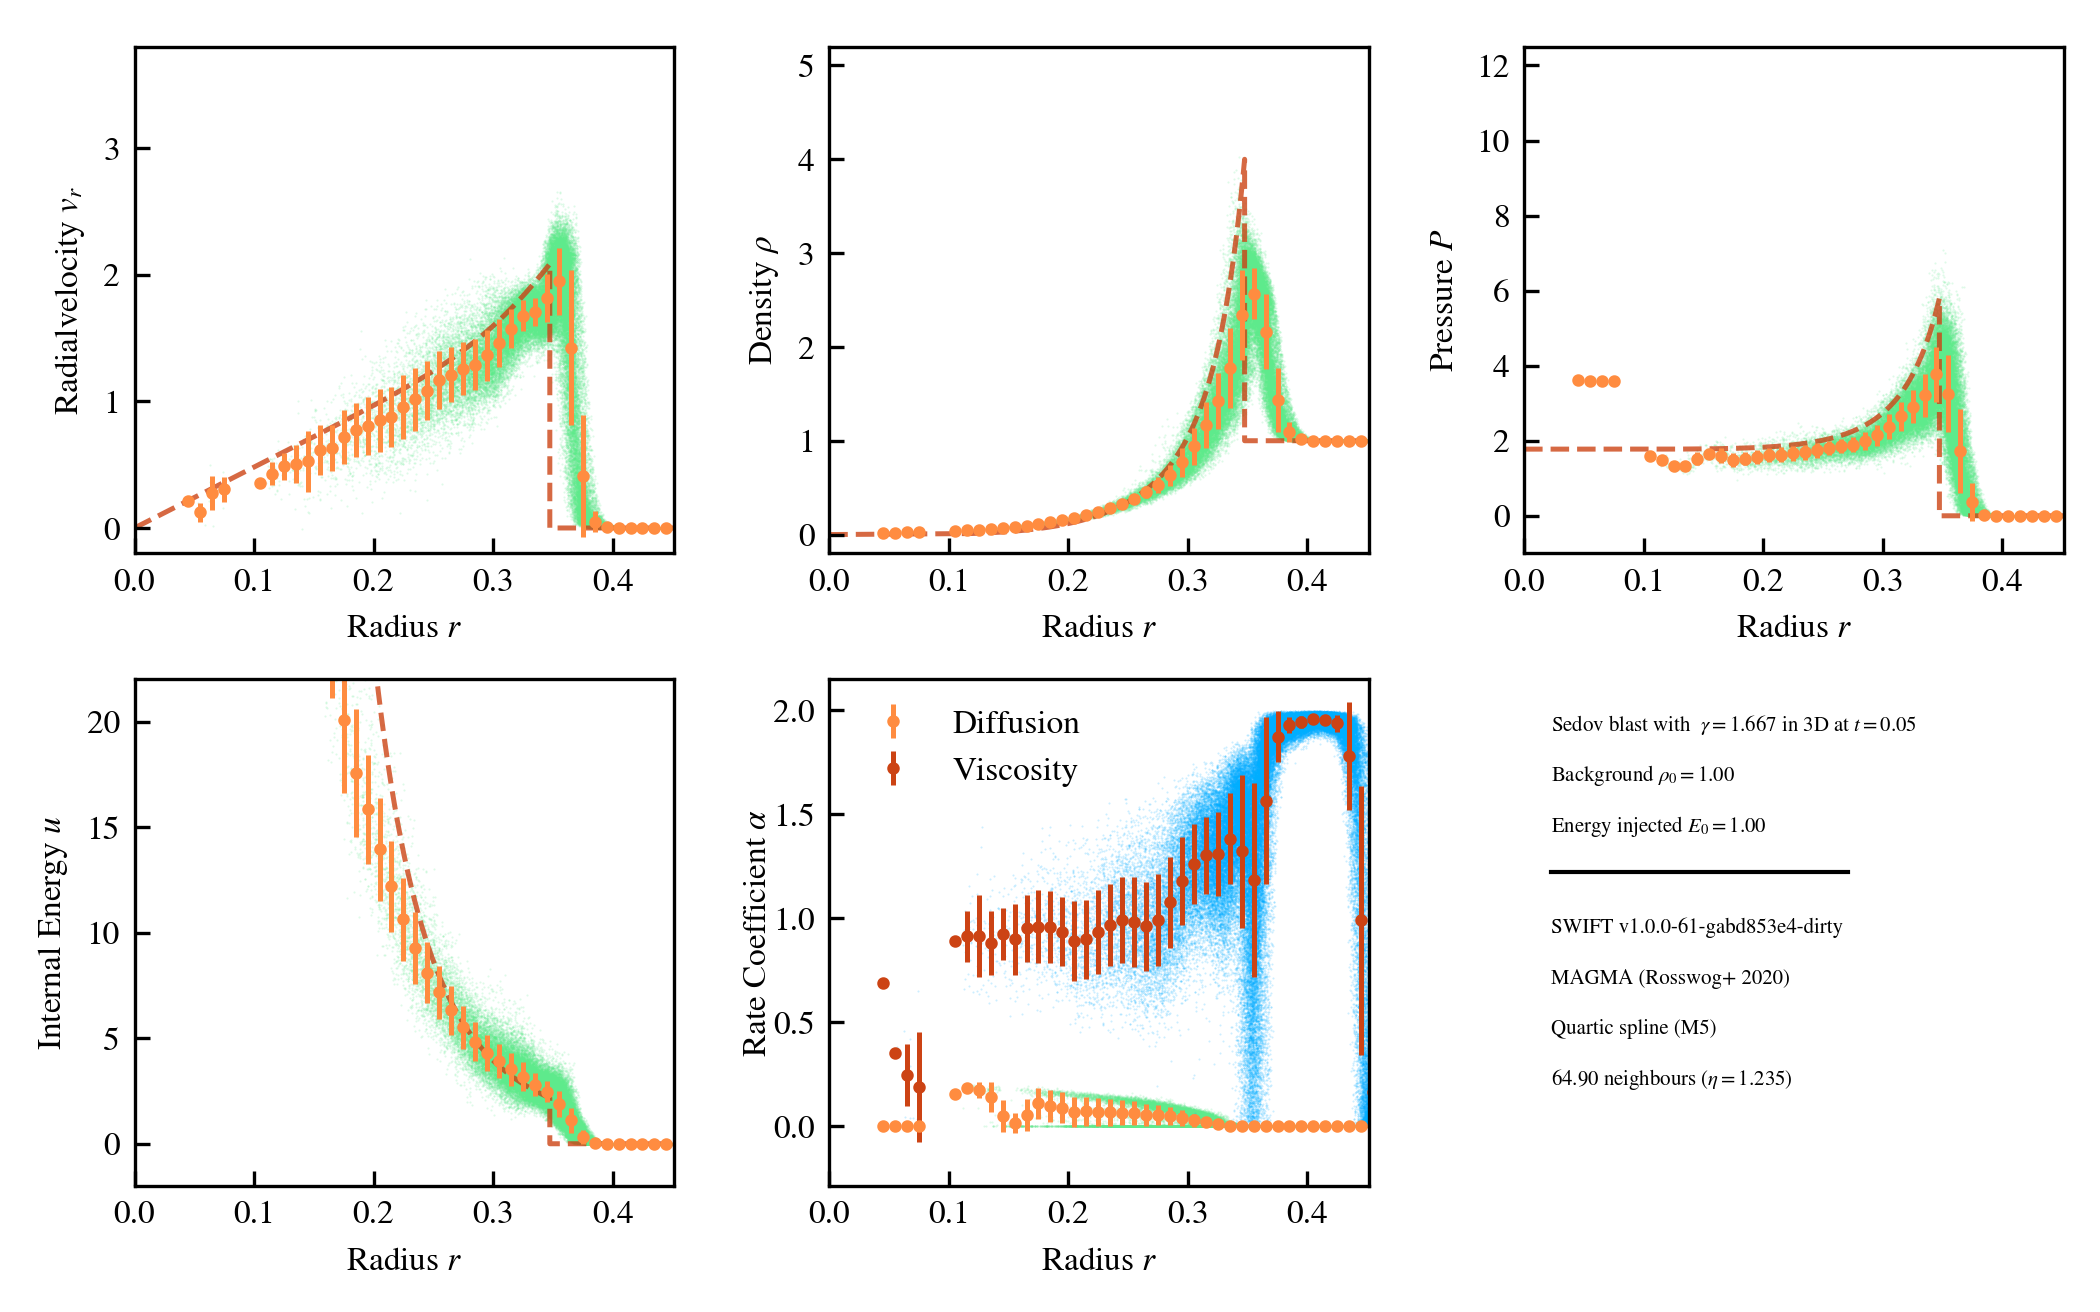 3
2
1
0
0.0 0.1 0.2 0.3 0.4
Radius r
Radialvelocity v_r
5
4
3
2
1
0
0.0 0.1 0.2 0.3 0.4
Radius r
Density ρ
12
10
8
6
4
2
0
0.0 0.1 0.2 0.3 0.4
Radius r
Pressure P
20
15
10
5
0
0.0 0.1 0.2 0.3 0.4
Radius r
Internal Energy u
Diffusion
Viscosity
2.0
1.5
1.0
0.5
0.0
0.0 0.1 0.2 0.3 0.4
Radius r
Rate Coefficient α
Sedov blast with γ = 1.667 in 3D at t = 0.05
Background ρ₀ = 1.00
Energy injected E₀ = 1.00
SWIFT v1.0.0-61-gabd853e4-dirty
MAGMA (Rosswog+ 2020)
Quartic spline (M5)
64.90 neighbours (η = 1.235)